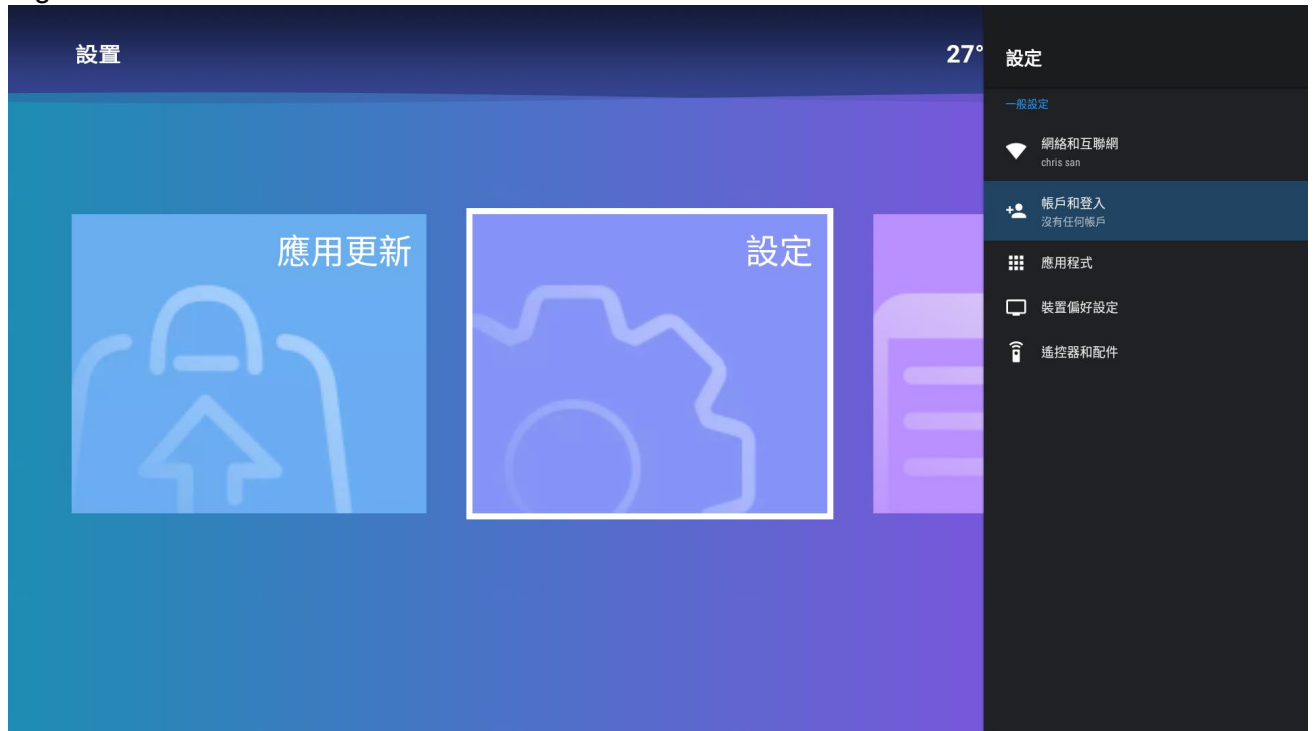 設置
27°
應用更新
設定
設定
一般設定
網絡和互聯網
chris san
帳戶和登入
沒有任何帳戶
應用程式
裝置偏好設定
遙控器和配件